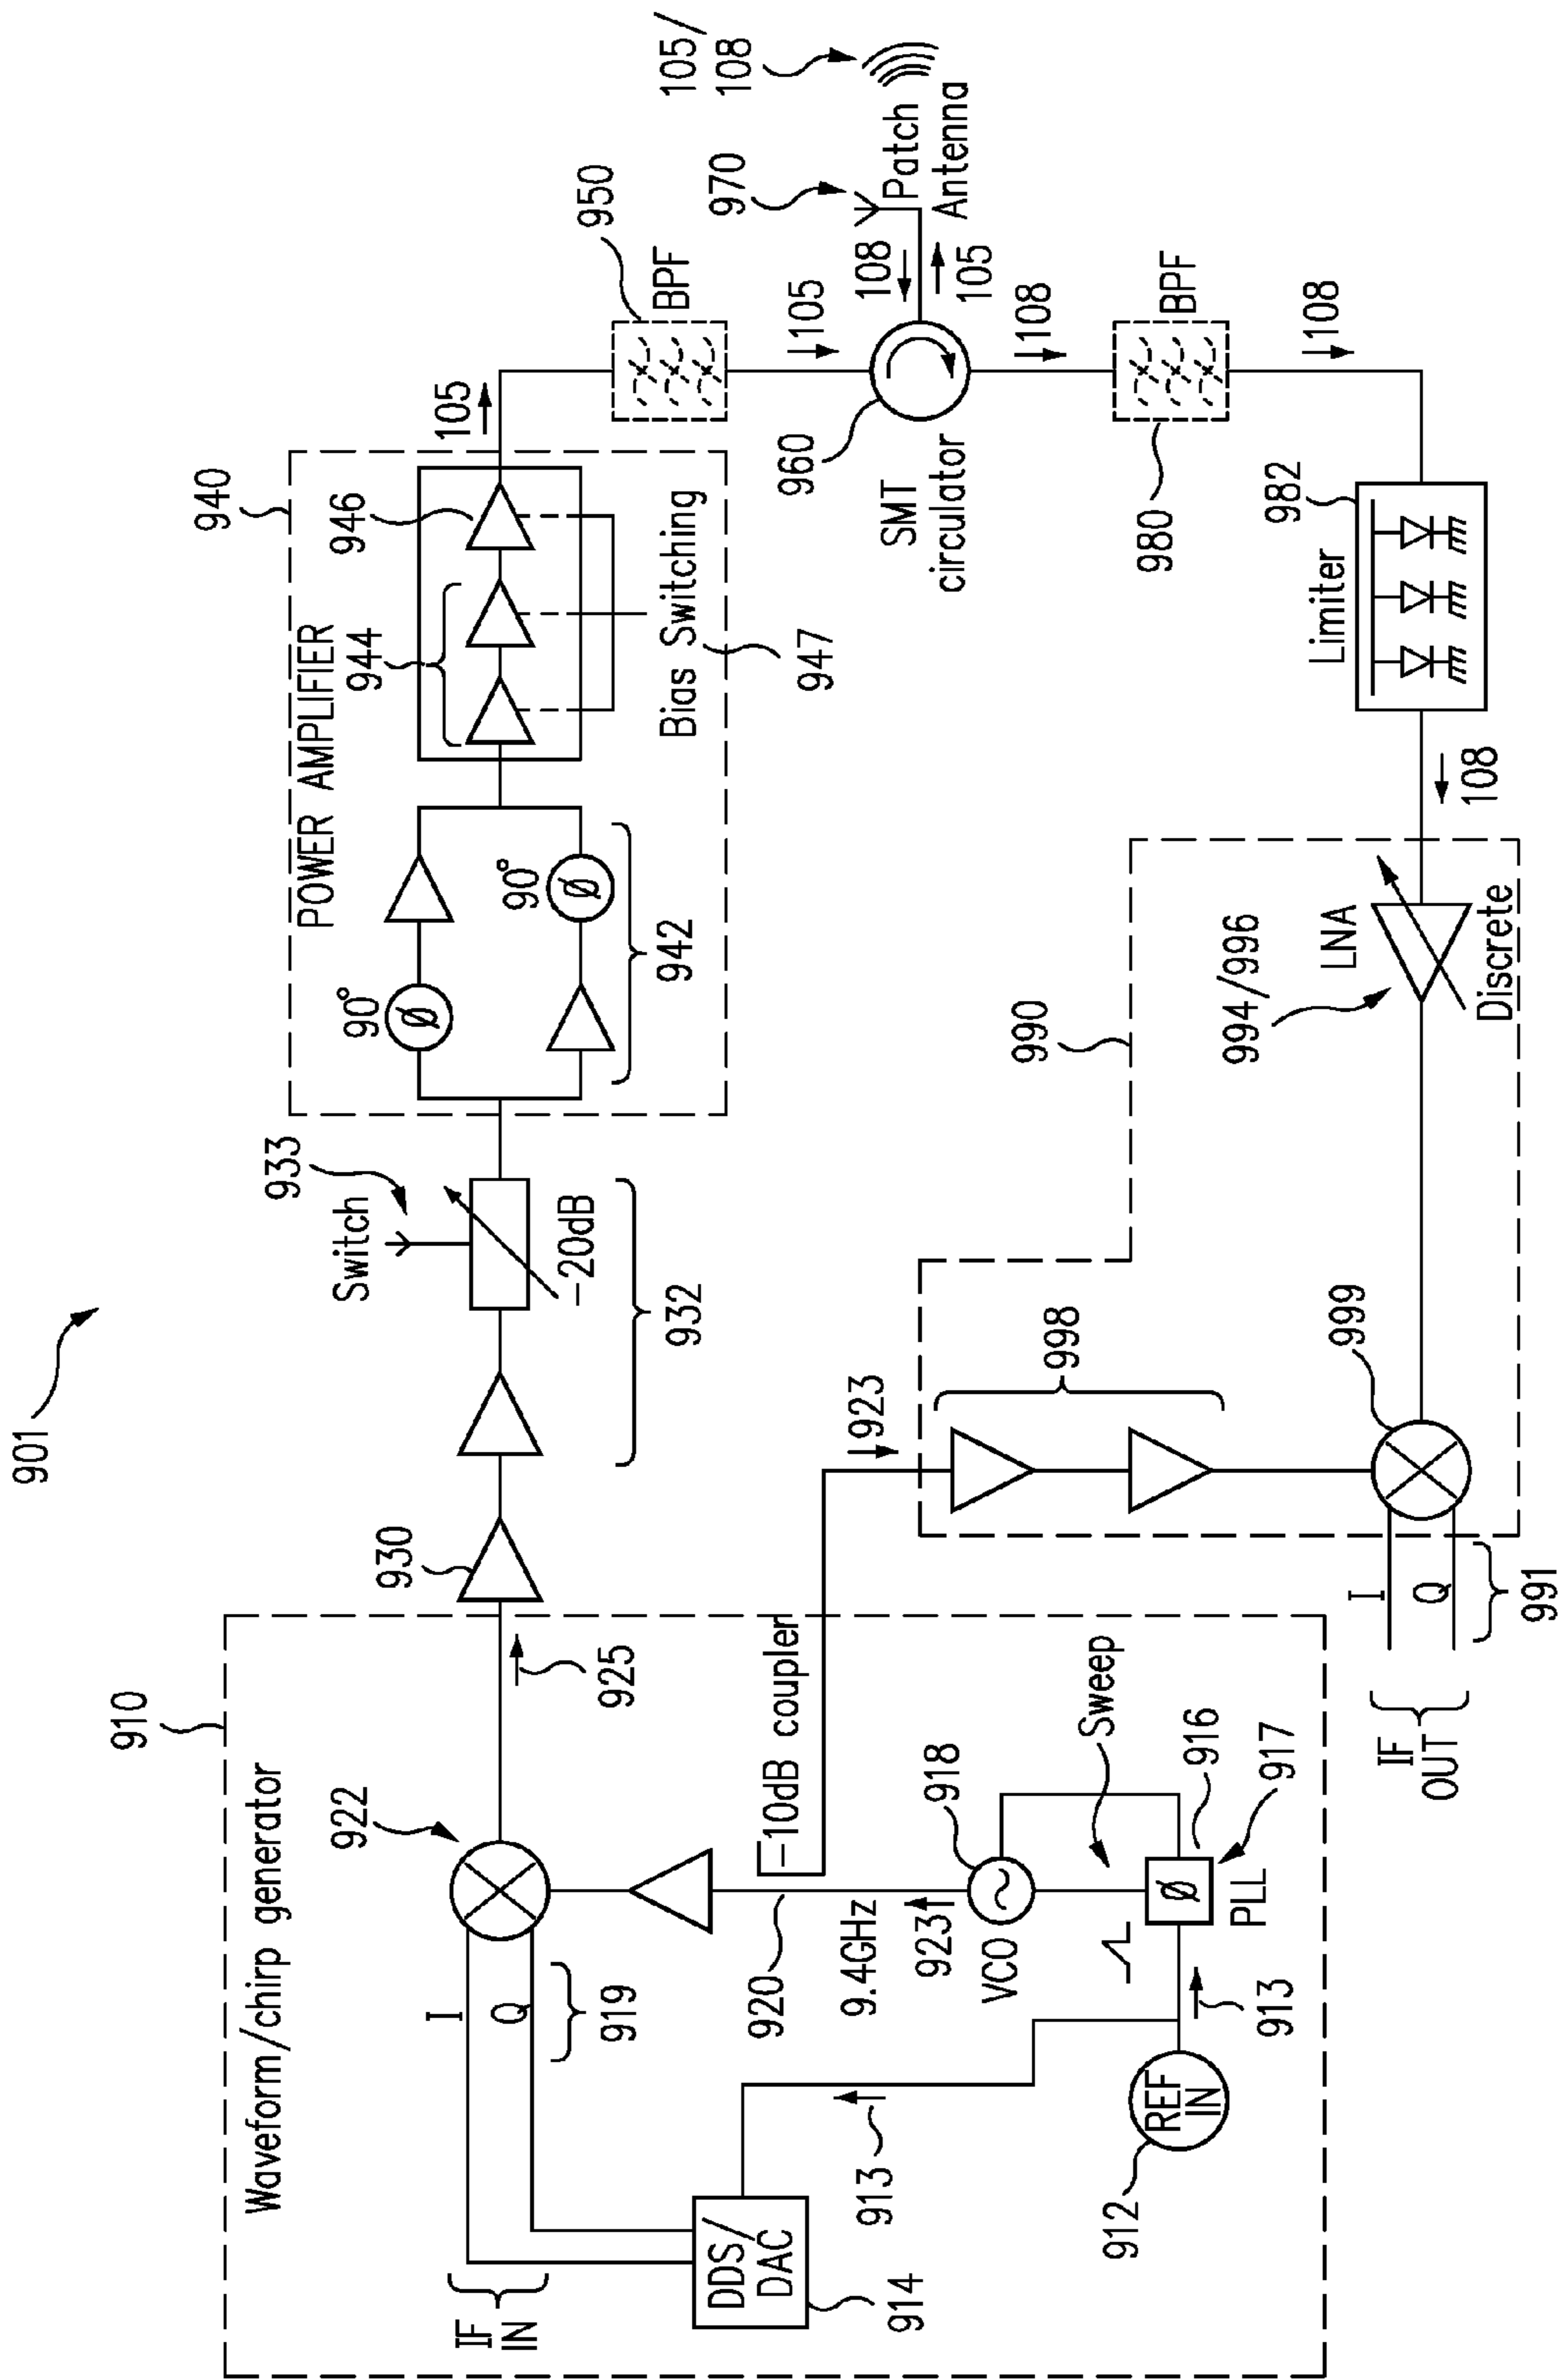 901
910
Waveform/chirp generator
IF
IN
I
Q
919
922
925
DDS/
DAC
914
913
920
9.4GHz
923
-10dB coupler
VCO
918
Sweep
REF
IN
912
913
Ø
PLL
916
917
930
932
Switch
933
-20dB
940
POWER AMPLIFIER
90°
Ø
90°
Ø
942
944
946
Bias Switching
947
105
950
BPF
105
960
SMT
circulator
108
105
970
Patch
Antenna
105/
108
108
980
BPF
108
982
Limiter
108
990
LNA
994/996
Discrete
923
998
999
I
Q
991
IF
OUT